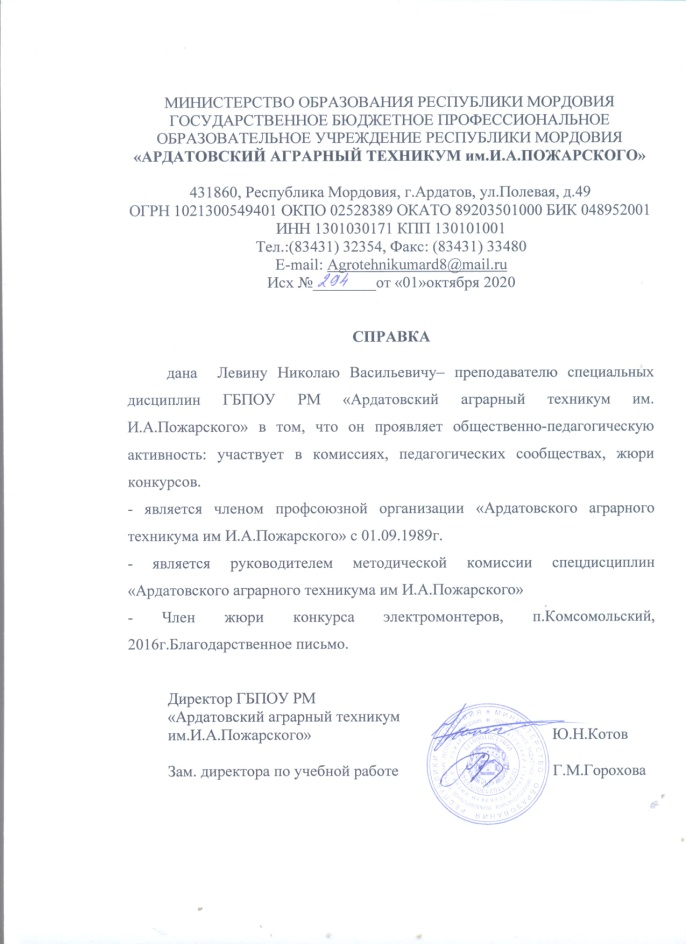 МИНИСТЕРСТВО ОБРАЗОВАНИЯ РЕСПУБЛИКИ МОРДОВИЯ
ГОСУДАРСТВЕННОЕ БЮДЖЕТНОЕ ПРОФЕССИОНАЛЬНОЕ
ОБРАЗОВАТЕЛЬНОЕ УЧРЕЖДЕНИЕ РЕСПУБЛИКИ МОРДОВИЯ
«АРДАТОВСКИЙ АГРАРНЫЙ ТЕХНИКУМ им.И.А.ПОЖАРСКОГО»
431860, Республика Мордовия, г.Ардатов, ул.Полевая, д.49
ОГРН 1021300549401 ОКПО 02528389 ОКАТО 89203501000 БИК 048952001
ИНН 1301030171 КПП 130101001
Тел.:(83431) 32354, Факс: (83431) 33480
E-mail: Agrotehnikumard8@mail.ru
Исх № 294 от «01»октября 2020
СПРАВКА
дана Левину Николаю Васильевичу– преподавателю специальных
дисциплин ГБПОУ РМ «Ардатовский аграрный техникум им.
И.А.Пожарского» в том, что он проявляет общественно-педагогическую
активность: участвует в комиссиях, педагогических сообществах, жюри
конкурсов.
- является членом профсоюзной организации «Ардатовского аграрного
техникума им И.А.Пожарского» с 01.09.1989г.
- является руководителем методической комиссии спецдисциплин
«Ардатовского аграрного техникума им И.А.Пожарского»
- Член жюри конкурса электромонтеров, п.Комсомольский,
2016г.Благодарственное письмо.
Директор ГБПОУ РМ
«Ардатовский аграрный техникум
им.И.А.Пожарского» Ю.Н.Котов
Зам. директора по учебной работе Г.М.Горохова